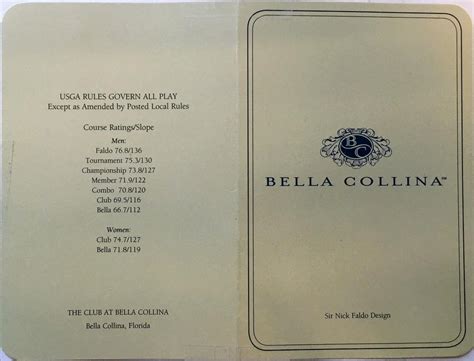 USGA RULES GOVERN ALL PLAY
Except as Amended by Posted Local Rules
Course Ratings/Slope
Men:
Faldo 76.8/136
Tournament 75.3/130
Championship 73.8/127
Member 71.9/122
Combo 70.8/120
Club 69.5/116
Bella 66.7/112
Women:
Club 74.7/127
Bella 71.8/119
THE CLUB AT BELLA COLLINA
Bella Collina, Florida
BC
BELLA COLLINA™
Sir Nick Faldo Design